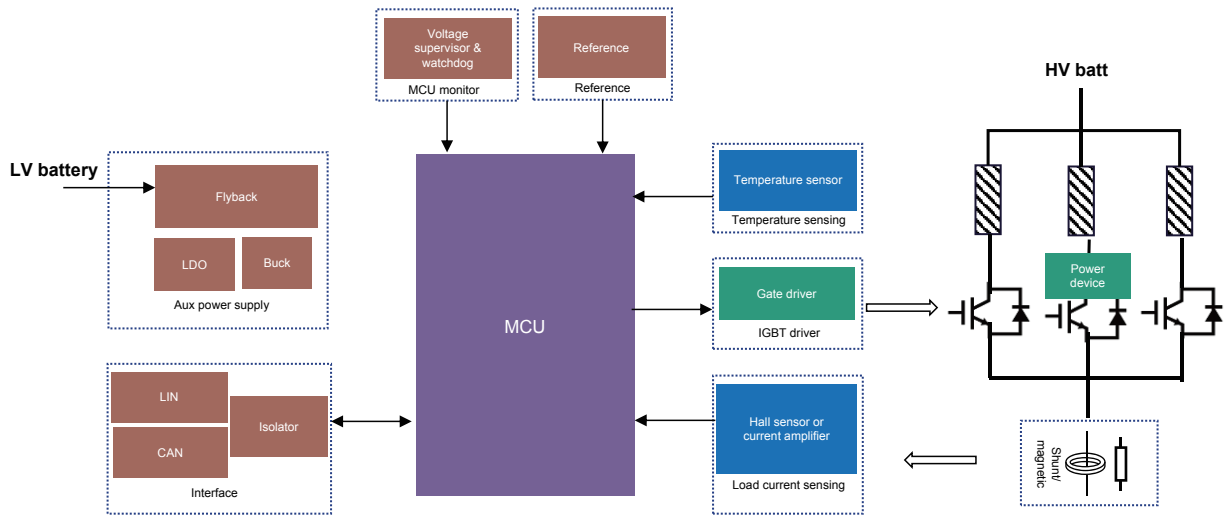 Voltage
supervisor &
watchdog
MCU monitor
Reference
Reference
HV batt
LV battery
Flyback
LDO
Buck
Aux power supply
MCU
Temperature sensor
Temperature sensing
Gate driver
IGBT driver
Power
device
LIN
CAN
Isolator
Interface
Hall sensor or
current amplifier
Load current sensing
Shunt/
magnetic